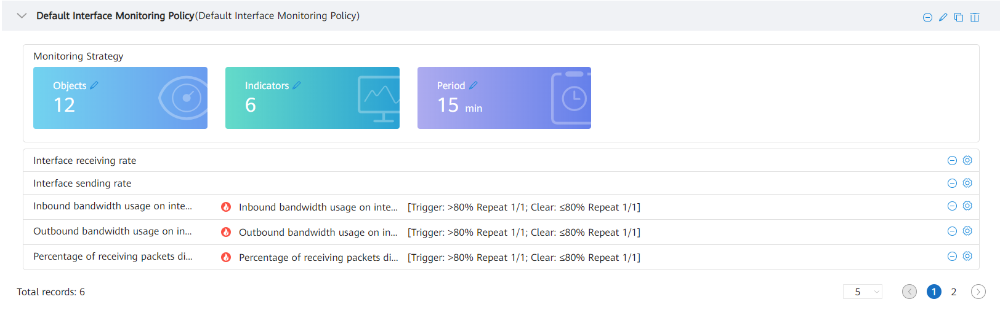 Default Interface Monitoring Policy(Default Interface Monitoring Policy)
Monitoring Strategy
Objects
12
Indicators
6
Period
15 min
Interface receiving rate
Interface sending rate
Inbound bandwidth usage on inte... Inbound bandwidth usage on inte... [Trigger: >80% Repeat 1/1; Clear: ≤80% Repeat 1/1]
Outbound bandwidth usage on in... Outbound bandwidth usage on in... [Trigger: >80% Repeat 1/1; Clear: ≤80% Repeat 1/1]
Percentage of receiving packets di... Percentage of receiving packets di... [Trigger: >80% Repeat 1/1; Clear: ≤80% Repeat 1/1]
Total records: 6 5 1 2